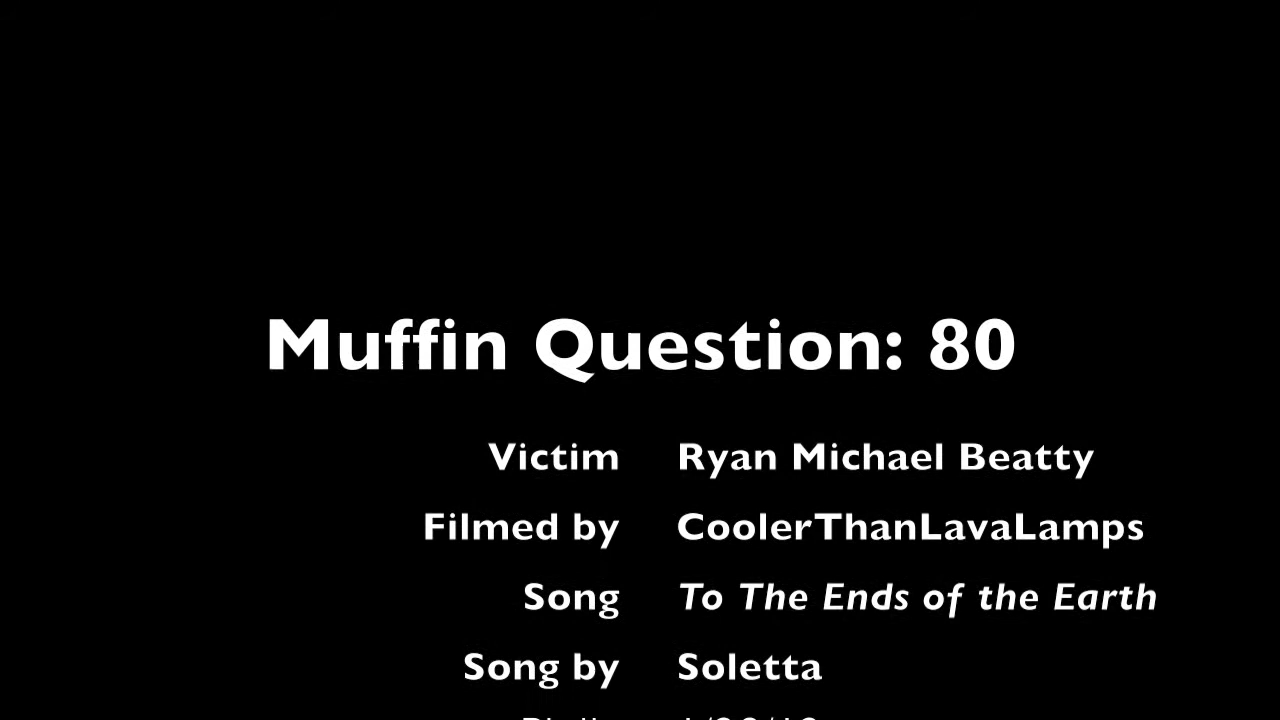 Muffin Question: 80
Victim Ryan Michael Beatty
Filmed by CoolerThanLavaLamps
Song To The Ends of the Earth
Song by Soletta